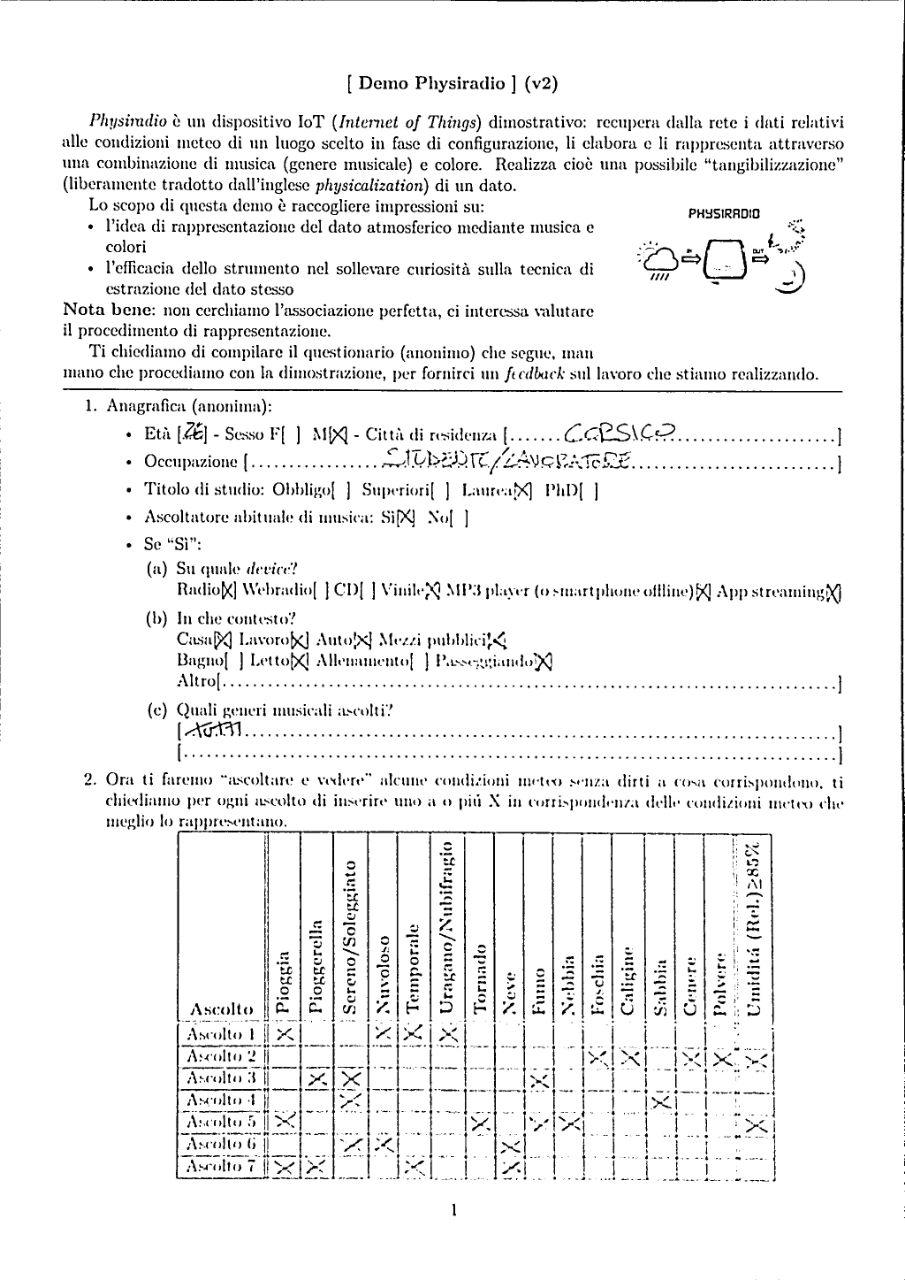 [ Demo Physiradio ] (v2)
Physiradio è un dispositivo IoT (Internet of Things) dimostrativo: recupera dalla rete i dati relativi
alle condizioni meteo di un luogo scelto in fase di configurazione, li elabora e li rappresenta attraverso
una combinazione di musica (genere musicale) e colore. Realizza cioè una possibile “tangibilizzazione”
(liberamente tradotto dall'inglese physicalization) di un dato.
Lo scopo di questa demo è raccogliere impressioni su:
• l'idea di rappresentazione del dato atmosferico mediante musica e
colori
• l'efficacia dello strumento nel sollevare curiosità sulla tecnica di
estrazione del dato stesso
PHYSIRADIO
IN
OUT
Nota bene: non cerchiamo l'associazione perfetta, ci interessa valutare
il procedimento di rappresentazione.
Ti chiediamo di compilare il questionario (anonimo) che segue, man
mano che procediamo con la dimostrazione, per fornirci un feedback sul lavoro che stiamo realizzando.
1. Anagrafica (anonima):
• Età [26] - Sesso F[ ] M[X] - Città di residenza [.......CORSICO.......]
• Occupazione [.......STUDENTE/LAVORATORE.......]
• Titolo di studio: Obbligo[ ] Superiori[ ] Laurea[X] PhD[ ]
• Ascoltatore abituale di musica: Sì[X] No[ ]
• Se “Sì”:
(a) Su quale device?
Radio[X] Webradio[ ] CD[ ] Vinile[X] MP3 player (o smartphone offline)[X] App streaming[X]
(b) In che contesto?
Casa[X] Lavoro[X] Auto[X] Mezzi pubblici[X]
Bagno[ ] Letto[X] Allenamento[ ] Passeggiando[X]
Altro[.......]
(c) Quali generi musicali ascolti?
[TUTTI.......]
[.......]
2. Ora ti faremo “ascoltare e vedere” alcune condizioni meteo senza dirti a cosa corrispondono, ti
chiediamo per ogni ascolto di inserire uno a o piú X in corrispondenza delle condizioni meteo che
meglio lo rappresentano.
Ascolto Pioggia Pioggerella Sereno/Soleggiato Nuvoloso Temporale Uragano/Nubifragio Tornado Neve Fumo Nebbia Foschia Caligine Sabbia Cenere Polvere Umiditá (Rel.)≥85%
Ascolto 1 X X X X
Ascolto 2 X X X X X
Ascolto 3 X X X
Ascolto 4 X X
Ascolto 5 X X X X X
Ascolto 6 X X X
Ascolto 7 X X X X
1